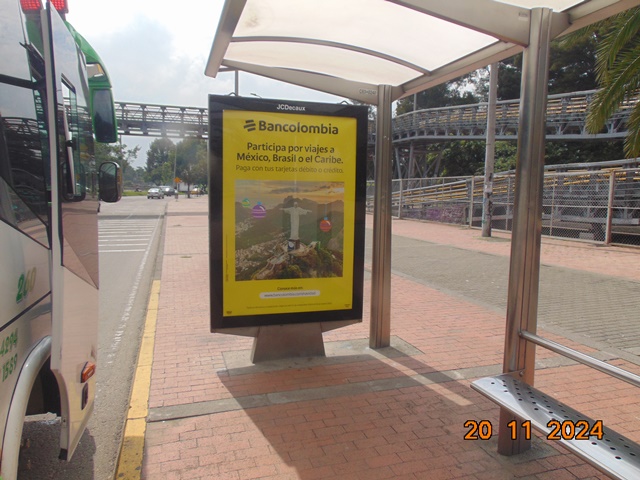 JCDecaux
Bancolombia
Participa por viajes a
México, Brasil o el Caribe.
Paga con tus tarjetas débito o crédito.
20 11 2024